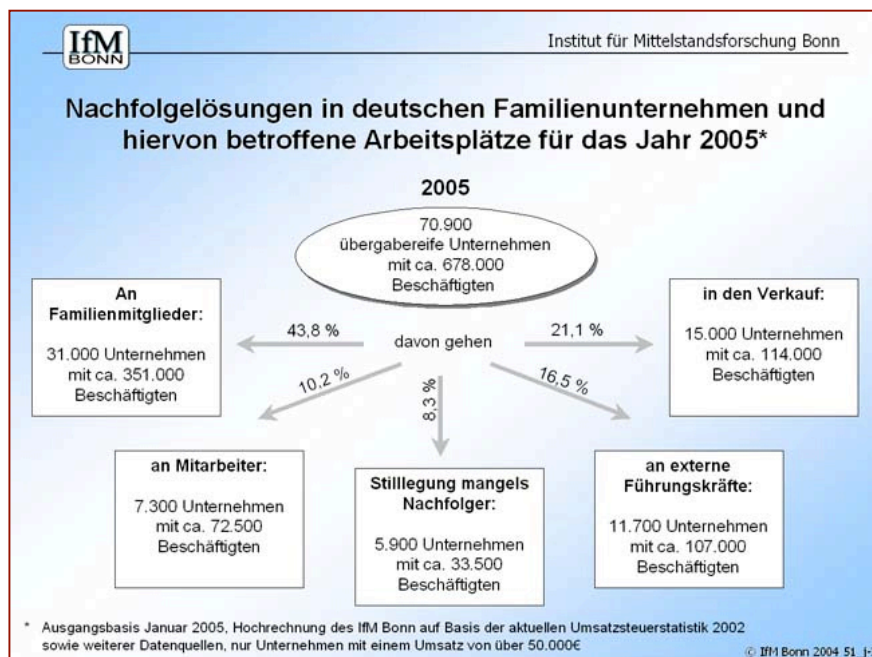 IfM
BONN
Institut für Mittelstandsforschung Bonn
Nachfolgelösungen in deutschen Familienunternehmen und
hiervon betroffene Arbeitsplätze für das Jahr 2005*
2005
70.900
übergabereife Unternehmen
mit ca. 678.000
Beschäftigten
An
Familienmitglieder:
31.000 Unternehmen
mit ca. 351.000
Beschäftigten
43,8 %
davon gehen
21,1 %
in den Verkauf:
15.000 Unternehmen
mit ca. 114.000
Beschäftigten
10,2 %
8,3 %
16,5 %
an Mitarbeiter:
7.300 Unternehmen
mit ca. 72.500
Beschäftigten
Stilllegung mangels
Nachfolger:
5.900 Unternehmen
mit ca. 33.500
Beschäftigten
an externe
Führungskräfte:
11.700 Unternehmen
mit ca. 107.000
Beschäftigten
* Ausgangsbasis Januar 2005, Hochrechnung des IfM Bonn auf Basis der aktuellen Umsatzsteuerstatistik 2002
sowie weiterer Datenquellen, nur Unternehmen mit einem Umsatz von über 50.000€
© IfM Bonn 2004 51